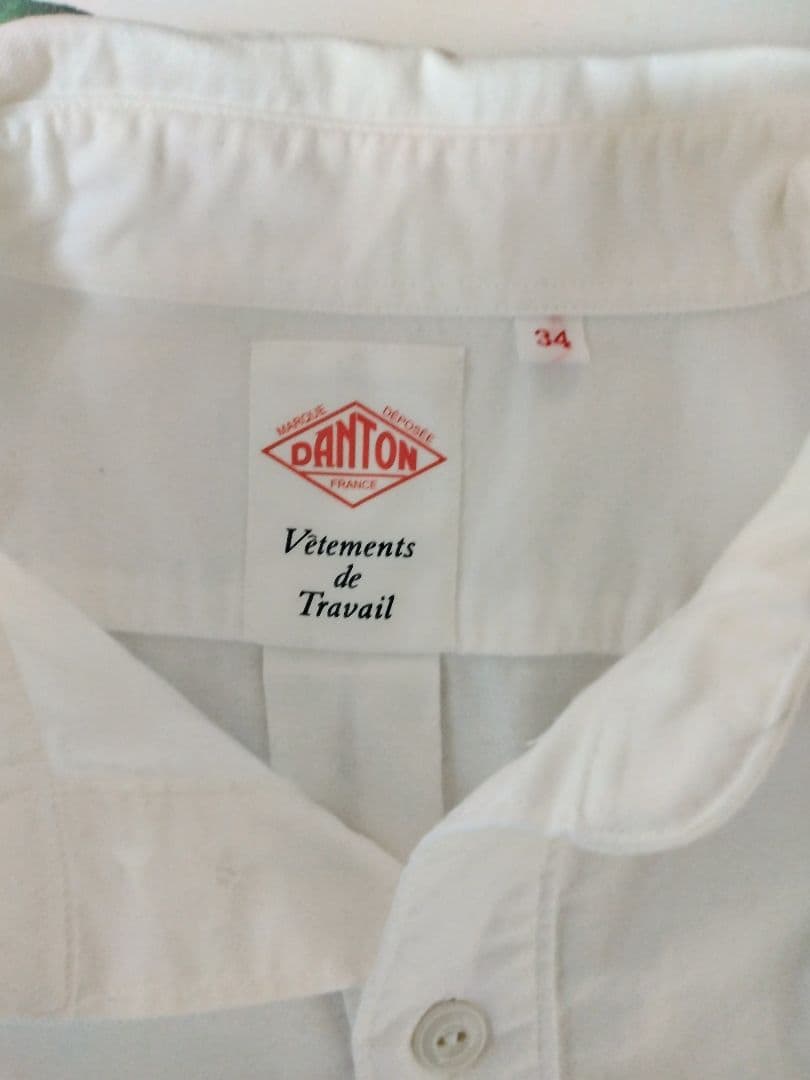 34
MARQUE DÉPOSÉE
DANTON
FRANCE
Vêtements
de
Travail